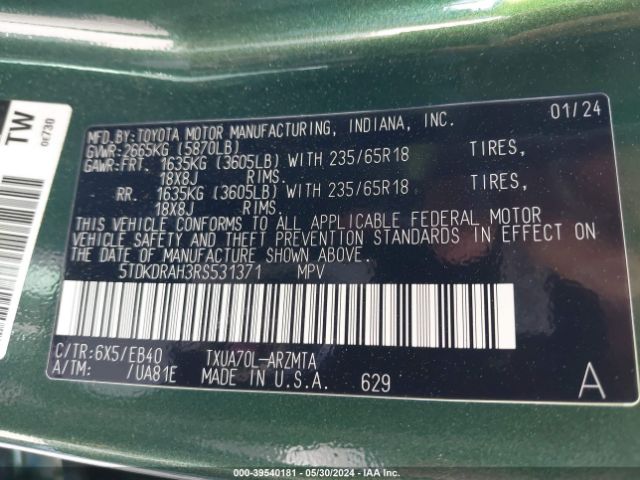 TW
0E730
MFD.BY:TOYOTA MOTOR MANUFACTURING, INDIANA, INC. 01/24
GVWR:2665KG (5870LB)
GAWR:FRT. 1635KG (3605LB) WITH 235/65R18 TIRES,
18X8J RIMS.
RR. 1635KG (3605LB) WITH 235/65R18 TIRES,
18X8J RIMS.
THIS VEHICLE CONFORMS TO ALL APPLICABLE FEDERAL MOTOR
VEHICLE SAFETY AND THEFT PREVENTION STANDARDS IN EFFECT ON
THE DATE OF MANUFACTURE SHOWN ABOVE.
5TDKDRAH3RS531371 MPV
C/TR:6X5/EB40 TXUA70L-ARZMTA
A/TM: /UA81E MADE IN U.S.A. 629 A
000-39540181 - 05/30/2024 - IAAI.com